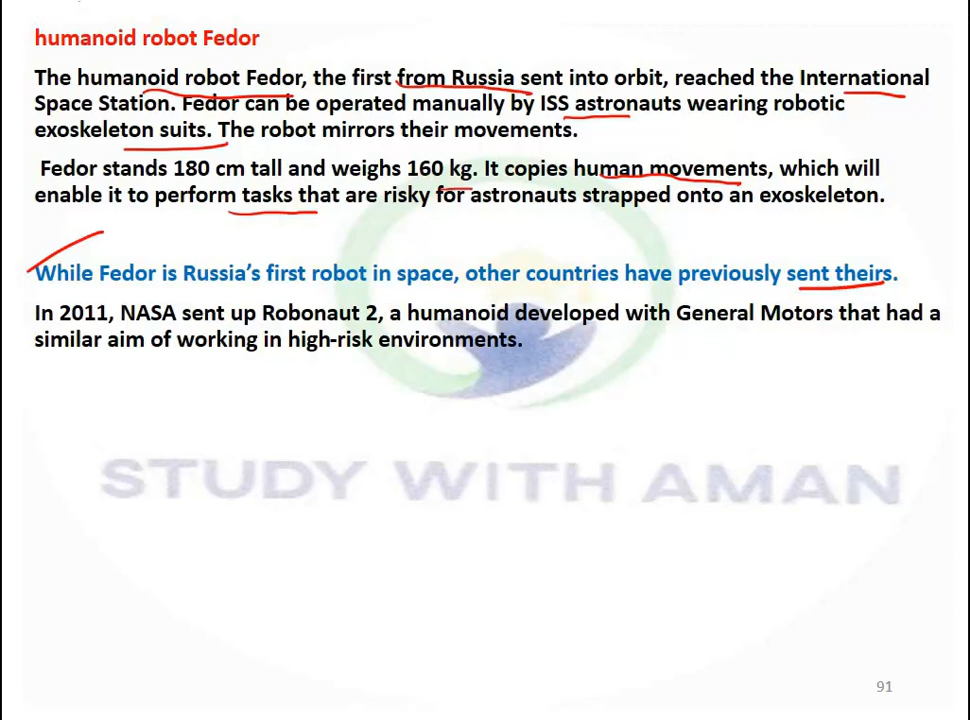 humanoid robot Fedor
The humanoid robot Fedor, the first from Russia sent into orbit, reached the International
Space Station. Fedor can be operated manually by ISS astronauts wearing robotic
exoskeleton suits. The robot mirrors their movements.
Fedor stands 180 cm tall and weighs 160 kg. It copies human movements, which will
enable it to perform tasks that are risky for astronauts strapped onto an exoskeleton.
While Fedor is Russia's first robot in space, other countries have previously sent theirs.
In 2011, NASA sent up Robonaut 2, a humanoid developed with General Motors that had a
similar aim of working in high-risk environments.
STUDY WITH AMAN
91